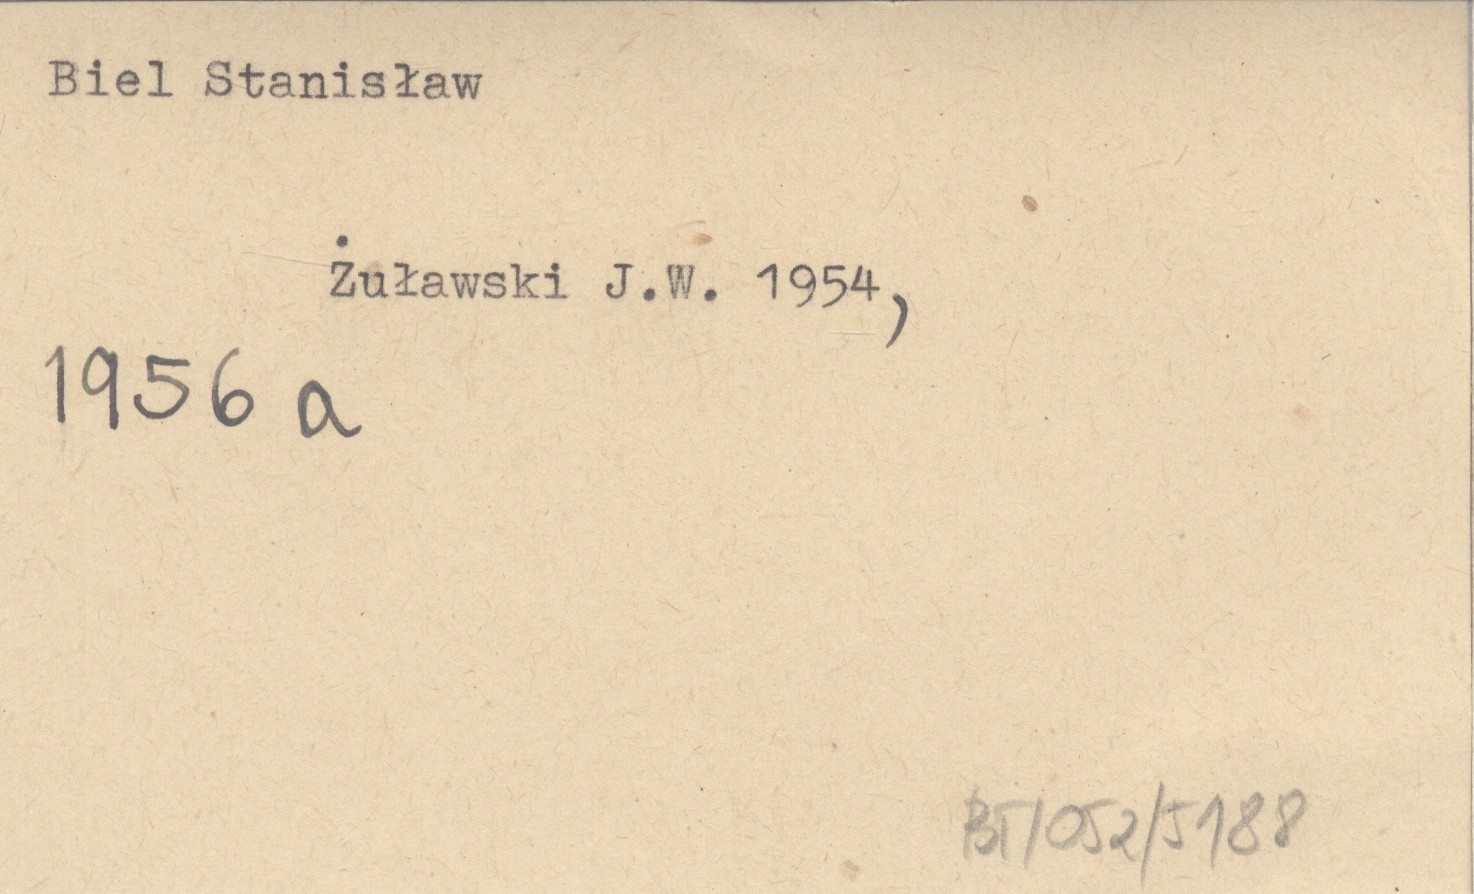 Biel Stanisław
Żuławski J.W. 1954,
1956 a
BT/052/5188